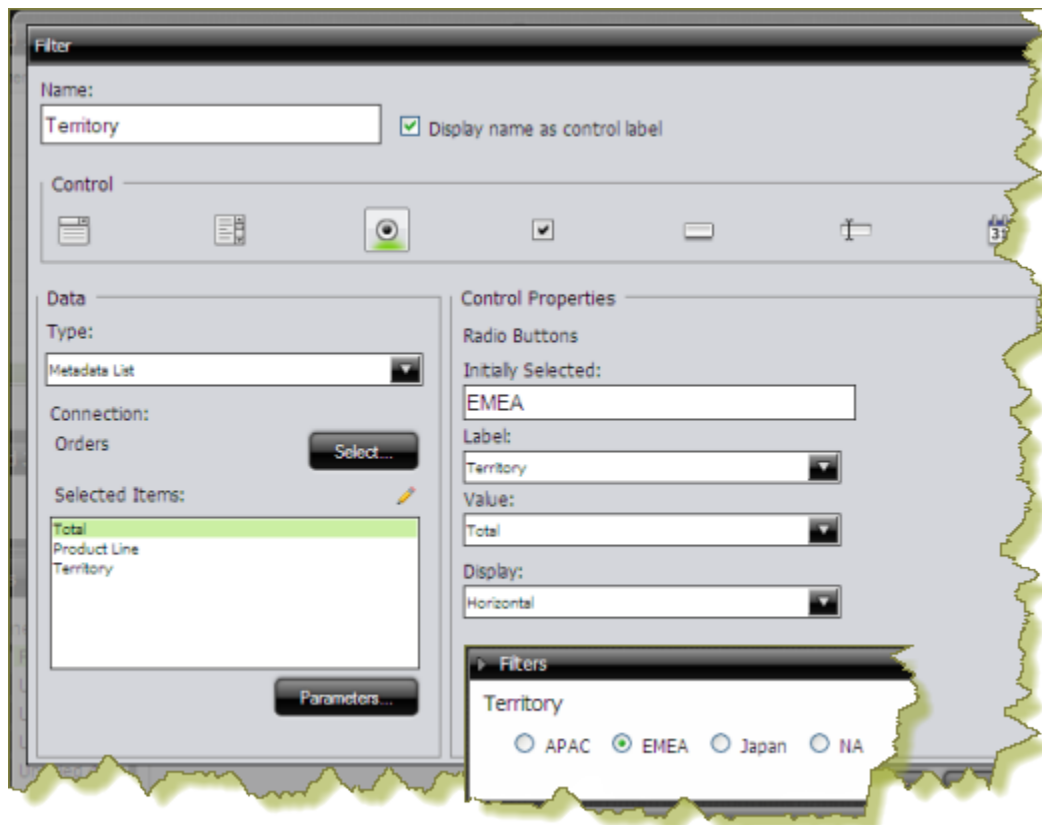 Filter
Name:
Territory
Display name as control label
Control
31
Data
Type:
Metadata List
Connection:
Orders
Select...
Selected Items:
Total
Product Line
Territory
Parameters...
Control Properties
Radio Buttons
Initially Selected:
EMEA
Label:
Territory
Value:
Total
Display:
Horizontal
Filters
Territory
APAC EMEA Japan NA